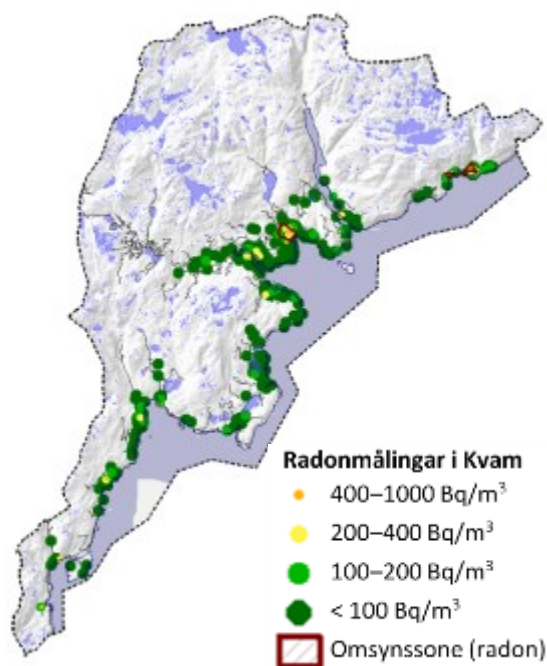 Radonmålingar i Kvam
400–1000 Bq/m³
200–400 Bq/m³
100–200 Bq/m³
< 100 Bq/m³
Omsynssone (radon)